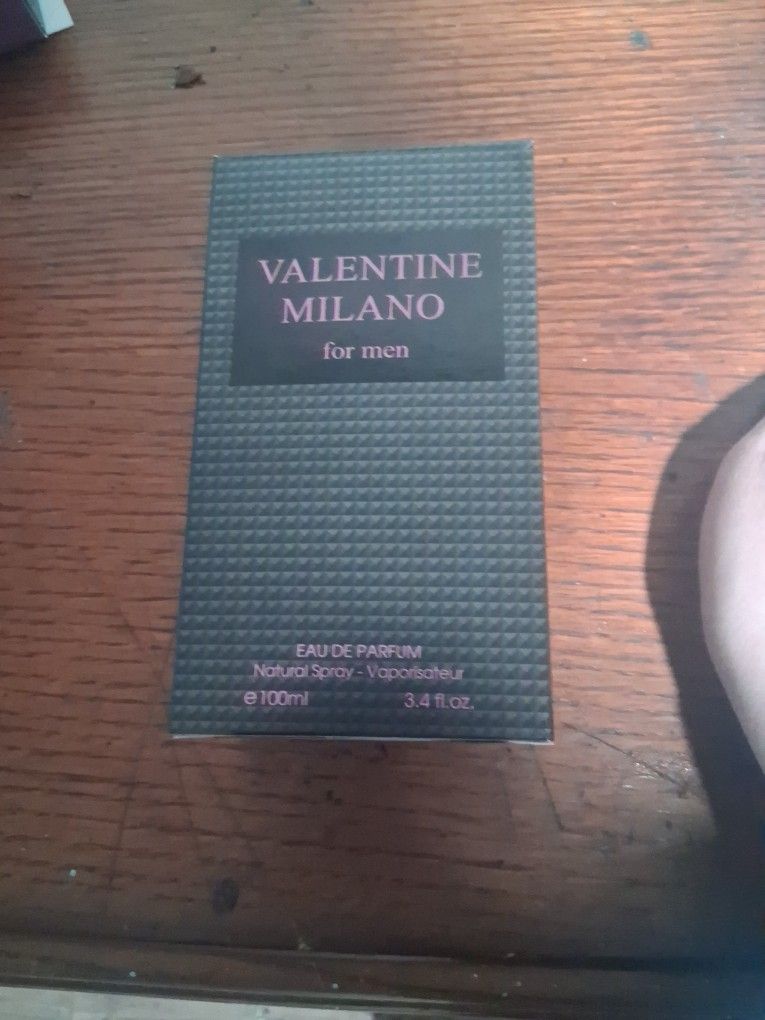 VALENTINE
MILANO
for men
EAU DE PARFUM
Natural Spray - Vaporisateur
℮100ml 3.4 fl.oz.